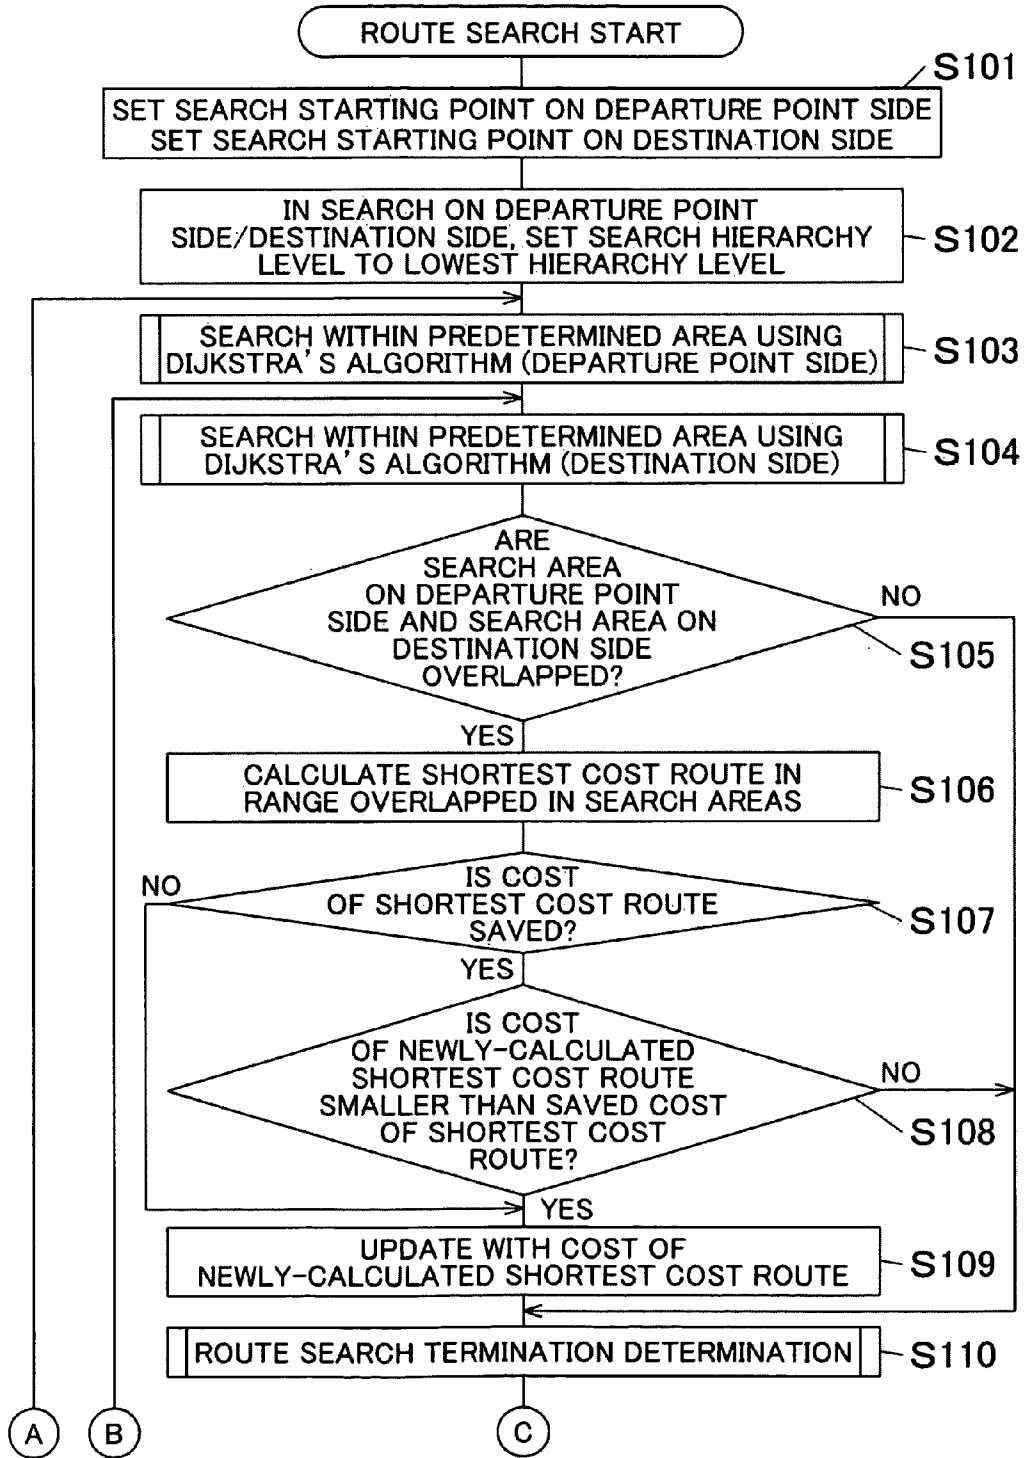 ROUTE SEARCH START
S101
SET SEARCH STARTING POINT ON DEPARTURE POINT SIDE
SET SEARCH STARTING POINT ON DESTINATION SIDE
IN SEARCH ON DEPARTURE POINT
SIDE/DESTINATION SIDE, SET SEARCH HIERARCHY
LEVEL TO LOWEST HIERARCHY LEVEL
S102
SEARCH WITHIN PREDETERMINED AREA USING
DIJKSTRA'S ALGORITHM (DEPARTURE POINT SIDE)
S103
SEARCH WITHIN PREDETERMINED AREA USING
DIJKSTRA'S ALGORITHM (DESTINATION SIDE)
S104
ARE
SEARCH AREA
ON DEPARTURE POINT
SIDE AND SEARCH AREA ON
DESTINATION SIDE
OVERLAPPED?
NO
S105
YES
CALCULATE SHORTEST COST ROUTE IN
RANGE OVERLAPPED IN SEARCH AREAS
S106
NO
IS COST
OF SHORTEST COST ROUTE
SAVED?
S107
YES
IS COST
OF NEWLY-CALCULATED
SHORTEST COST ROUTE
SMALLER THAN SAVED COST
OF SHORTEST COST
ROUTE?
NO
S108
YES
UPDATE WITH COST OF
NEWLY-CALCULATED SHORTEST COST ROUTE
S109
ROUTE SEARCH TERMINATION DETERMINATION
S110
A
B
C